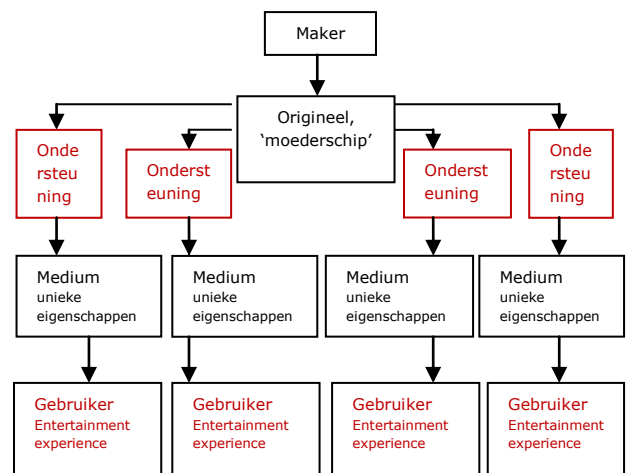 Maker
Origineel,
‘moederschip’
Onde
rsteu
ning
Onderst
euning
Onderst
euning
Onde
rsteu
ning
Medium
unieke
eigenschappen
Medium
unieke
eigenschappen
Medium
unieke
eigenschappen
Medium
unieke
eigenschappen
Gebruiker
Entertainment
experience
Gebruiker
Entertainment
experience
Gebruiker
Entertainment
experience
Gebruiker
Entertainment
experience